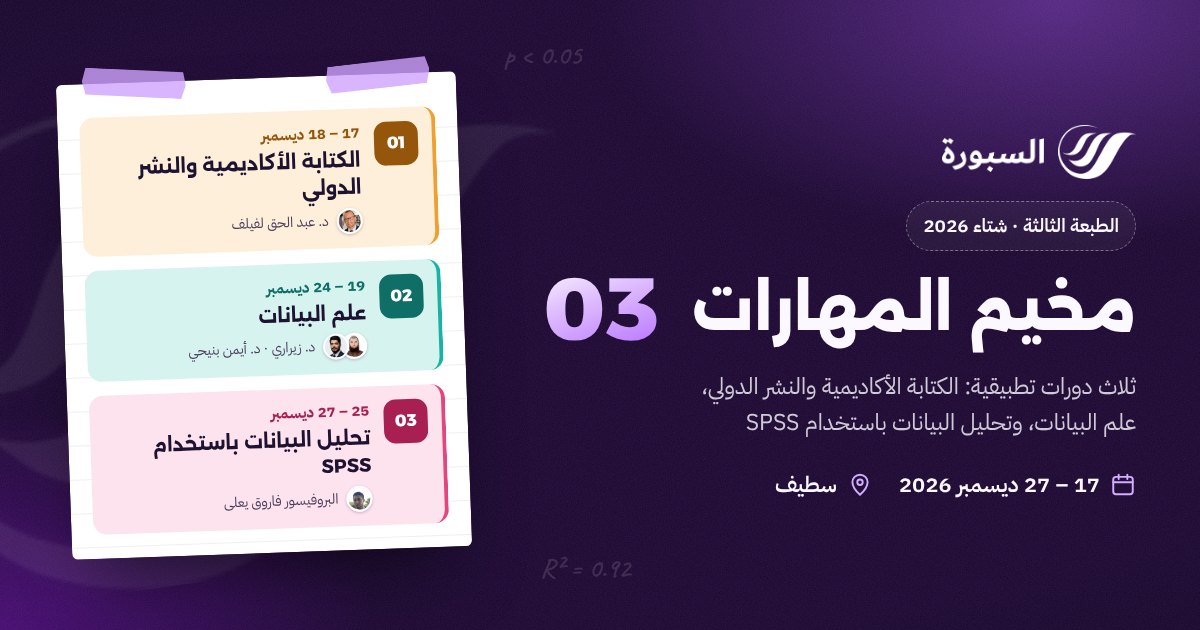 السبورة
الطبعة الثالثة · شتاء 2026
مخيم المهارات 03
ثلاث دورات تطبيقية: الكتابة الأكاديمية والنشر الدولي،
علم البيانات، وتحليل البيانات باستخدام SPSS
17 – 27 ديسمبر 2026
سطيف
p < 0.05
01
17 – 18 ديسمبر
الكتابة الأكاديمية والنشر
الدولي
د. عبد الحق لفيلف
02
19 – 24 ديسمبر
علم البيانات
د. زيراري · د. أيمن بنيحي
03
25 – 27 ديسمبر
تحليل البيانات باستخدام
SPSS
البروفيسور فاروق يعلى
R² = 0.92